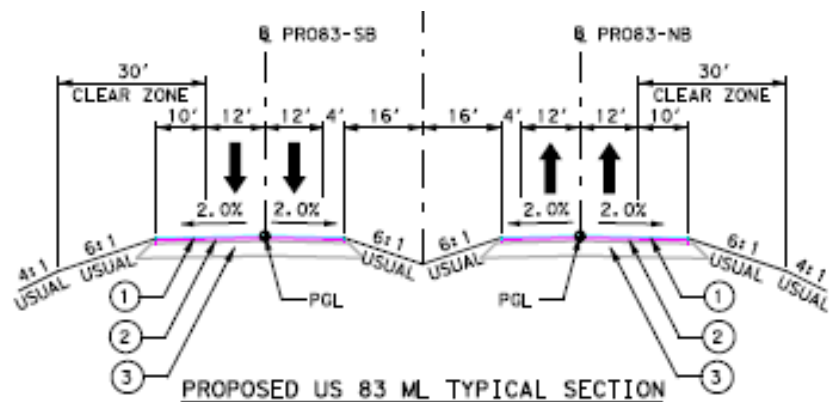 ℄ PRO83-SB
℄ PRO83-NB
30'
CLEAR ZONE
30'
CLEAR ZONE
10' 12' 12' 4' 16' 16' 4' 12' 12' 10'
2.0% 2.0% 2.0% 2.0%
4:1 USUAL
6:1 USUAL
6:1 USUAL
6:1 USUAL
6:1 USUAL
4:1 USUAL
1 PGL PGL 1
2 2
3 3
PROPOSED US 83 ML TYPICAL SECTION